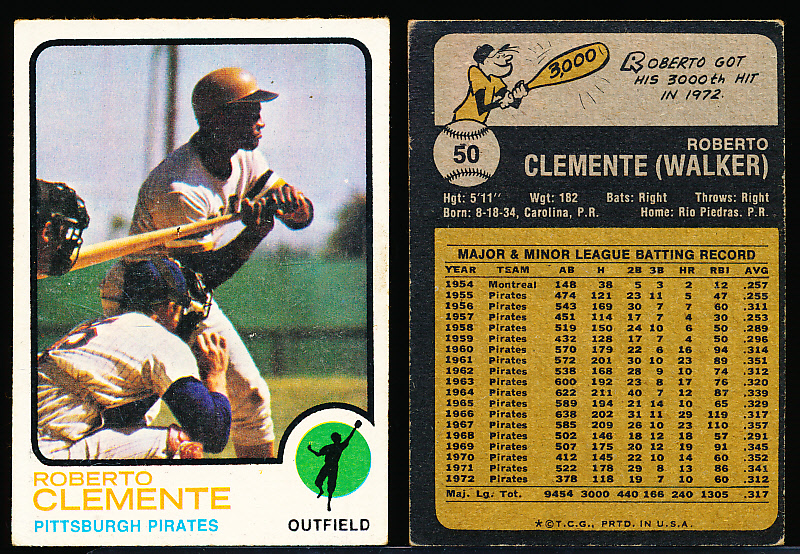 ROBERTO
CLEMENTE
PITTSBURGH PIRATES
OUTFIELD
3,000
ROBERTO GOT
HIS 3000th HIT
IN 1972.
50
ROBERTO
CLEMENTE (WALKER)
Hgt: 5'11" Wgt: 182 Bats: Right Throws: Right
Born: 8-18-34, Carolina, P.R. Home: Rio Piedras, P.R.
MAJOR & MINOR LEAGUE BATTING RECORD
YEAR TEAM AB H 2B 3B HR RBI AVG
1954 Montreal 148 38 5 3 2 12 .257
1955 Pirates 474 121 23 11 5 47 .255
1956 Pirates 543 169 30 7 7 60 .311
1957 Pirates 451 114 17 7 4 30 .253
1958 Pirates 519 150 24 10 6 50 .289
1959 Pirates 432 128 17 7 4 50 .296
1960 Pirates 570 179 22 6 16 94 .314
1961 Pirates 572 201 30 10 23 89 .351
1962 Pirates 538 168 28 9 10 74 .312
1963 Pirates 600 192 23 8 17 76 .320
1964 Pirates 622 211 40 7 12 87 .339
1965 Pirates 589 194 21 14 10 65 .329
1966 Pirates 638 202 31 11 29 119 .317
1967 Pirates 585 209 26 10 23 110 .357
1968 Pirates 502 146 18 12 18 57 .291
1969 Pirates 507 175 20 12 19 91 .345
1970 Pirates 412 145 22 10 14 60 .352
1971 Pirates 522 178 29 8 13 86 .341
1972 Pirates 378 118 19 7 10 60 .312
Maj. Lg. Tot. 9454 3000 440 166 240 1305 .317
*©T.C.G., PRTD. IN U.S.A.